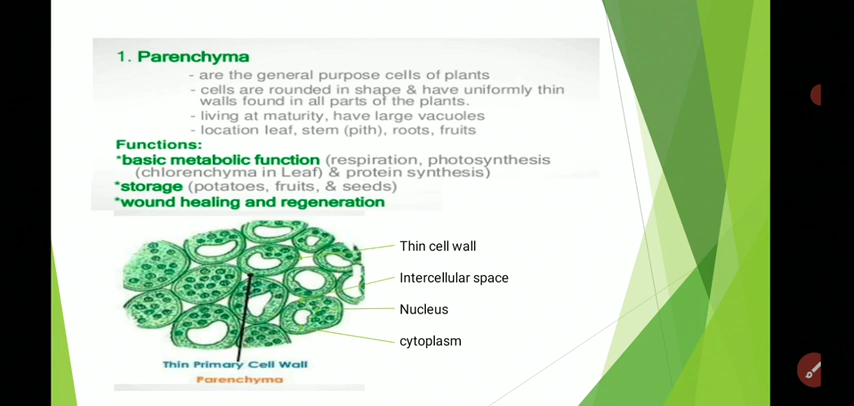 1. Parenchyma
- are the general purpose cells of plants
- cells are rounded in shape & have uniformly thin
walls found in all parts of the plants.
- living at maturity, have large vacuoles
- location leaf, stem (pith), roots, fruits
Functions:
*basic metabolic function (respiration, photosynthesis
(chlorenchyma in Leaf) & protein synthesis)
*storage (potatoes, fruits, & seeds)
*wound healing and regeneration
Thin cell wall
Intercellular space
Nucleus
cytoplasm
Thin Primary Cell Wall
Parenchyma